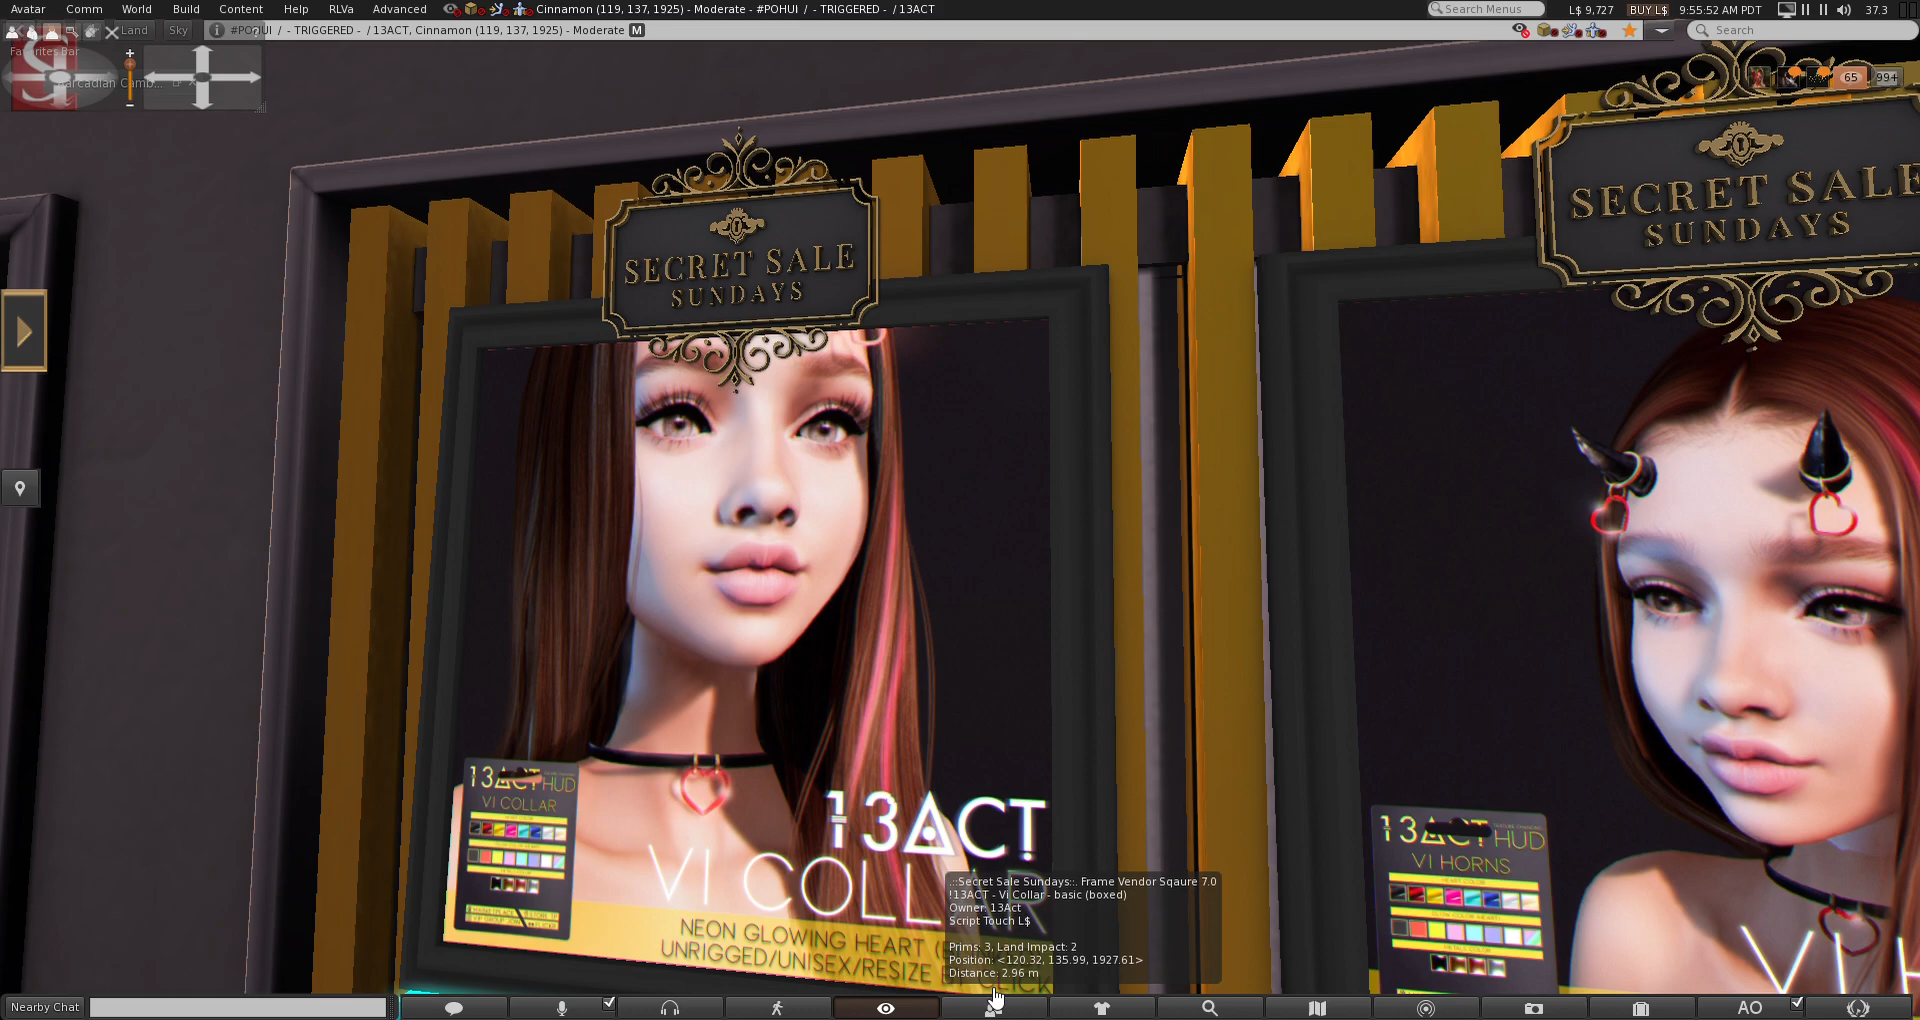 Avatar Comm World Build Content Help RLVa Advanced Cinnamon (119, 137, 1925) - Moderate - #POHUI / - TRIGGERED - / 13ACT Search Menus L$ 9,727 BUY L$ 9:55:52 AM PDT 37.3
Land Sky #POHUI / - TRIGGERED - / 13ACT, Cinnamon (119, 137, 1925) - Moderate M Search
Favorites Bar
65 99+
SECRET SALE
SUNDAYS
SECRET SALE
SUNDAYS
13ACT HUD
VI COLLAR
13ACT
VI COLLAR
NEON GLOWING HEART
UNRIGGED/UNISEX/RESIZE
13ACT HUD
VI HORNS
.::Secret Sale Sundays::. Frame Vendor Sqaure 7.0
!13ACT - Vi Collar - basic (boxed)
Owner: 13Act
Script Touch L$
Prims: 3, Land Impact: 2
Position: <120.32, 135.99, 1927.61>
Distance: 2.96 m
Nearby Chat AO